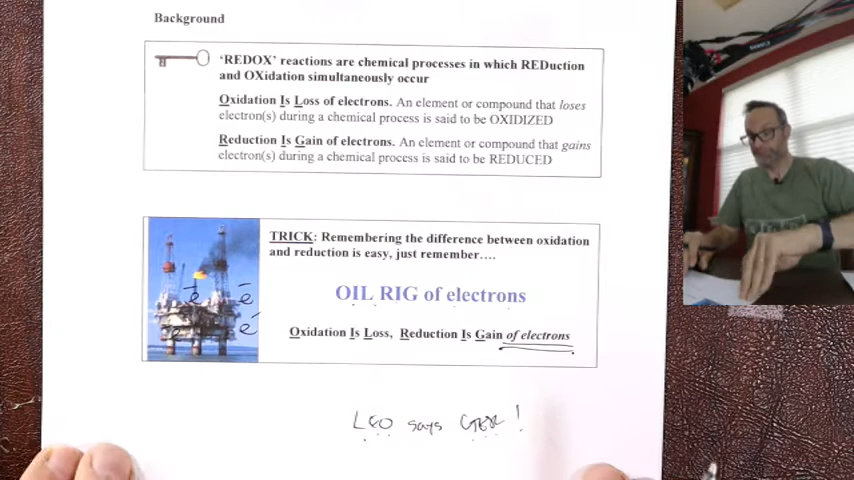 Background
‘REDOX’ reactions are chemical processes in which REDuction
and OXidation simultaneously occur
Oxidation Is Loss of electrons. An element or compound that loses
electron(s) during a chemical process is said to be OXIDIZED
Reduction Is Gain of electrons. An element or compound that gains
electron(s) during a chemical process is said to be REDUCED
TRICK: Remembering the difference between oxidation
and reduction is easy, just remember….
OIL RIG of electrons
Oxidation Is Loss, Reduction Is Gain of electrons
e⁻
e⁻
e⁻
e⁻
LEO says GER!